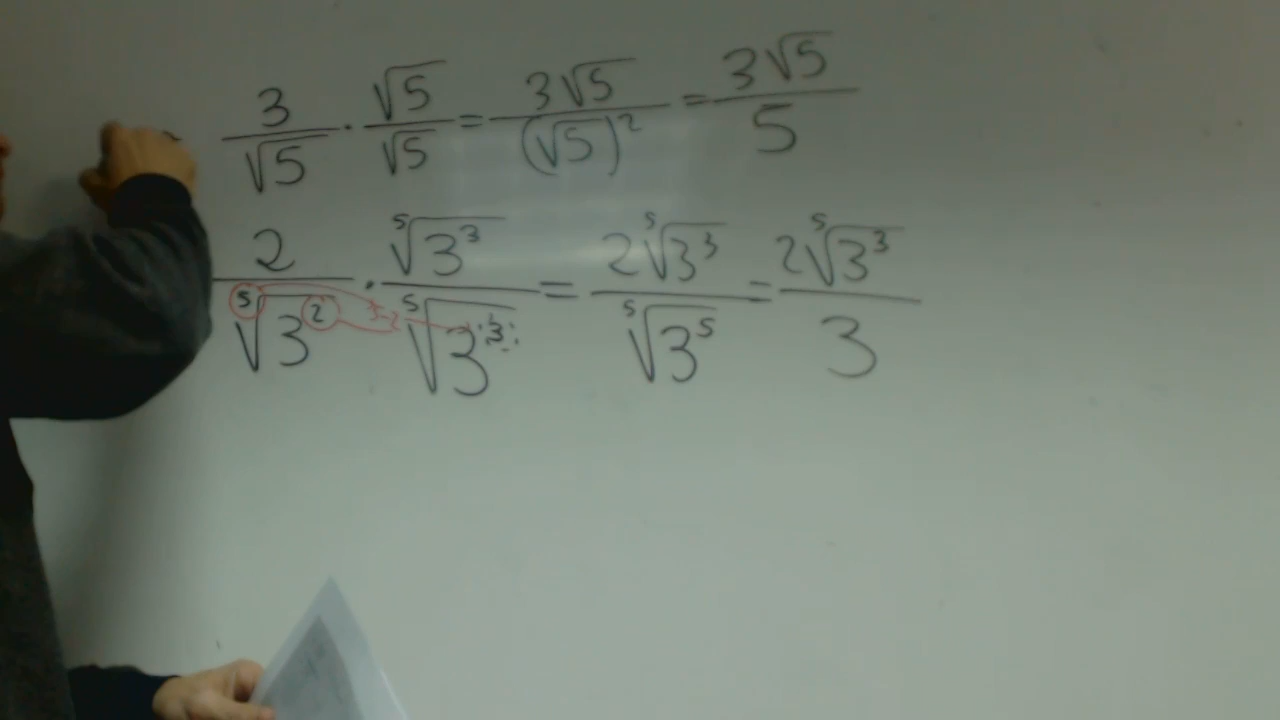 3/√5 · √5/√5 = 3√5/(√5)² = 3√5/5
2/⁵√3² · ⁵√3³/⁵√3³ = 2⁵√3³/⁵√3⁵ = 2⁵√3³/3